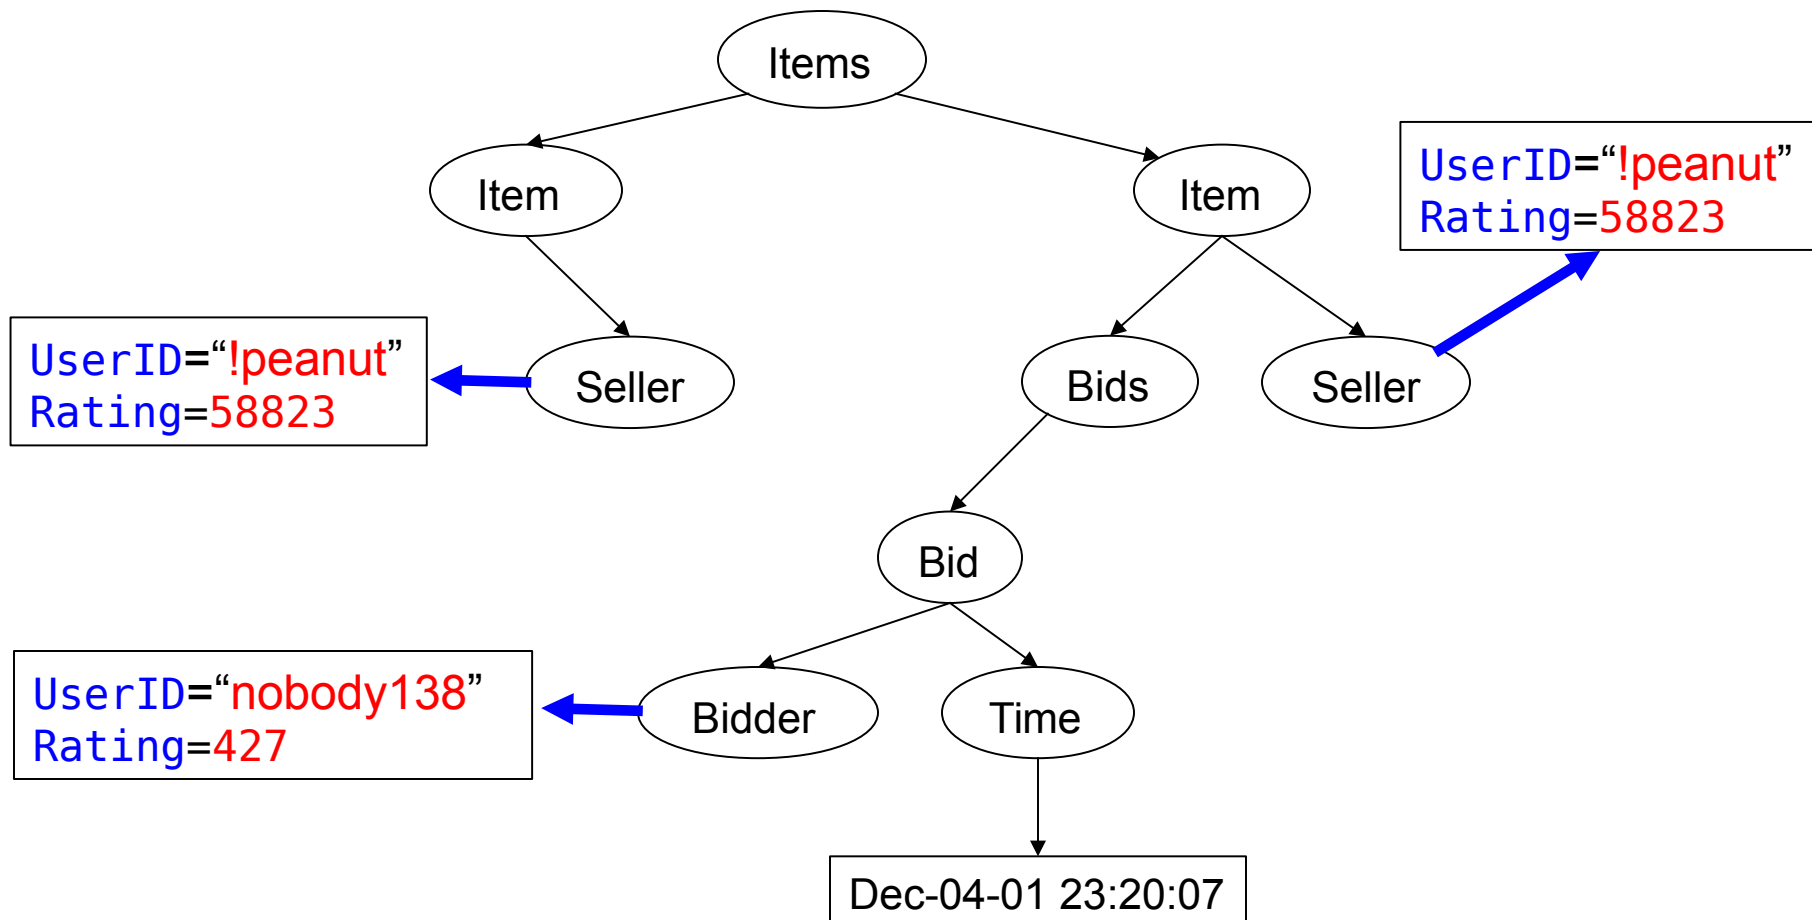 Items
Item
Item
UserID=“!peanut”
Rating=58823
UserID=“!peanut”
Rating=58823
Seller
Bids
Seller
Bid
UserID=“nobody138”
Rating=427
Bidder
Time
Dec-04-01 23:20:07